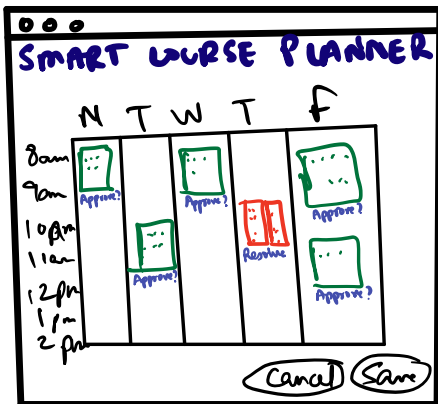 SMART COURSE PLANNER
M T W T F
8am
9am
Approve? Approve? Approve?
10am
Resolve
11am
Approve? Approve?
12pm
1pm
2pm
Cancel Save